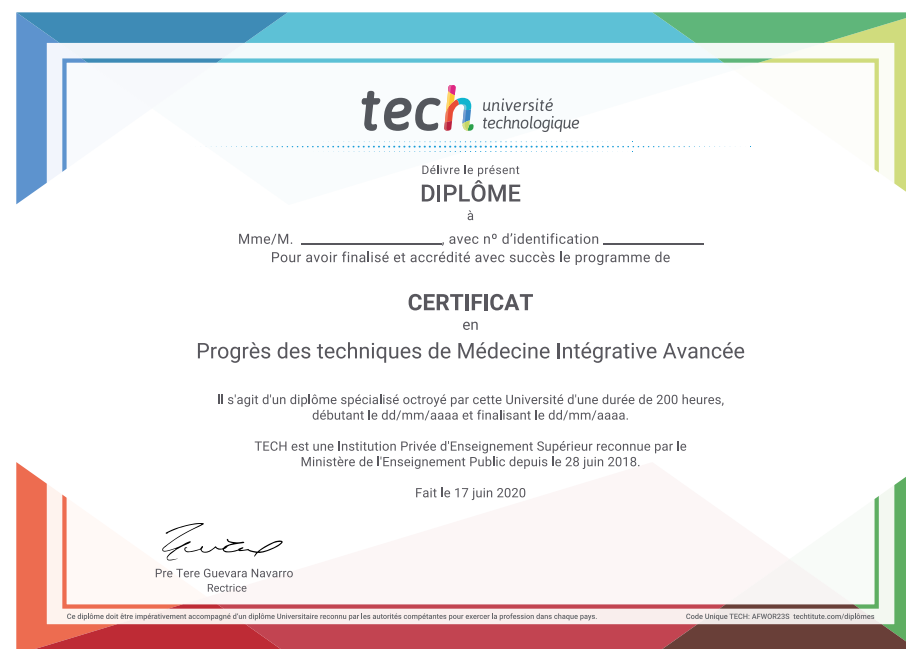 tech université
technologique
Délivre le présent
DIPLÔME
à
Mme/M. ____________________, avec nº d'identification ______________
Pour avoir finalisé et accrédité avec succès le programme de
CERTIFICAT
en
Progrès des techniques de Médecine Intégrative Avancée
Il s'agit d'un diplôme spécialisé octroyé par cette Université d'une durée de 200 heures,
débutant le dd/mm/aaaa et finalisant le dd/mm/aaaa.
TECH est une Institution Privée d'Enseignement Supérieur reconnue par le
Ministère de l'Enseignement Public depuis le 28 juin 2018.
Fait le 17 juin 2020
Pre Tere Guevara Navarro
Rectrice
Ce diplôme doit être impérativement accompagné d'un diplôme Universitaire reconnu par les autorités compétantes pour exercer la profession dans chaque pays.
Code Unique TECH: AFWOR23S techtitute.com/diplômes